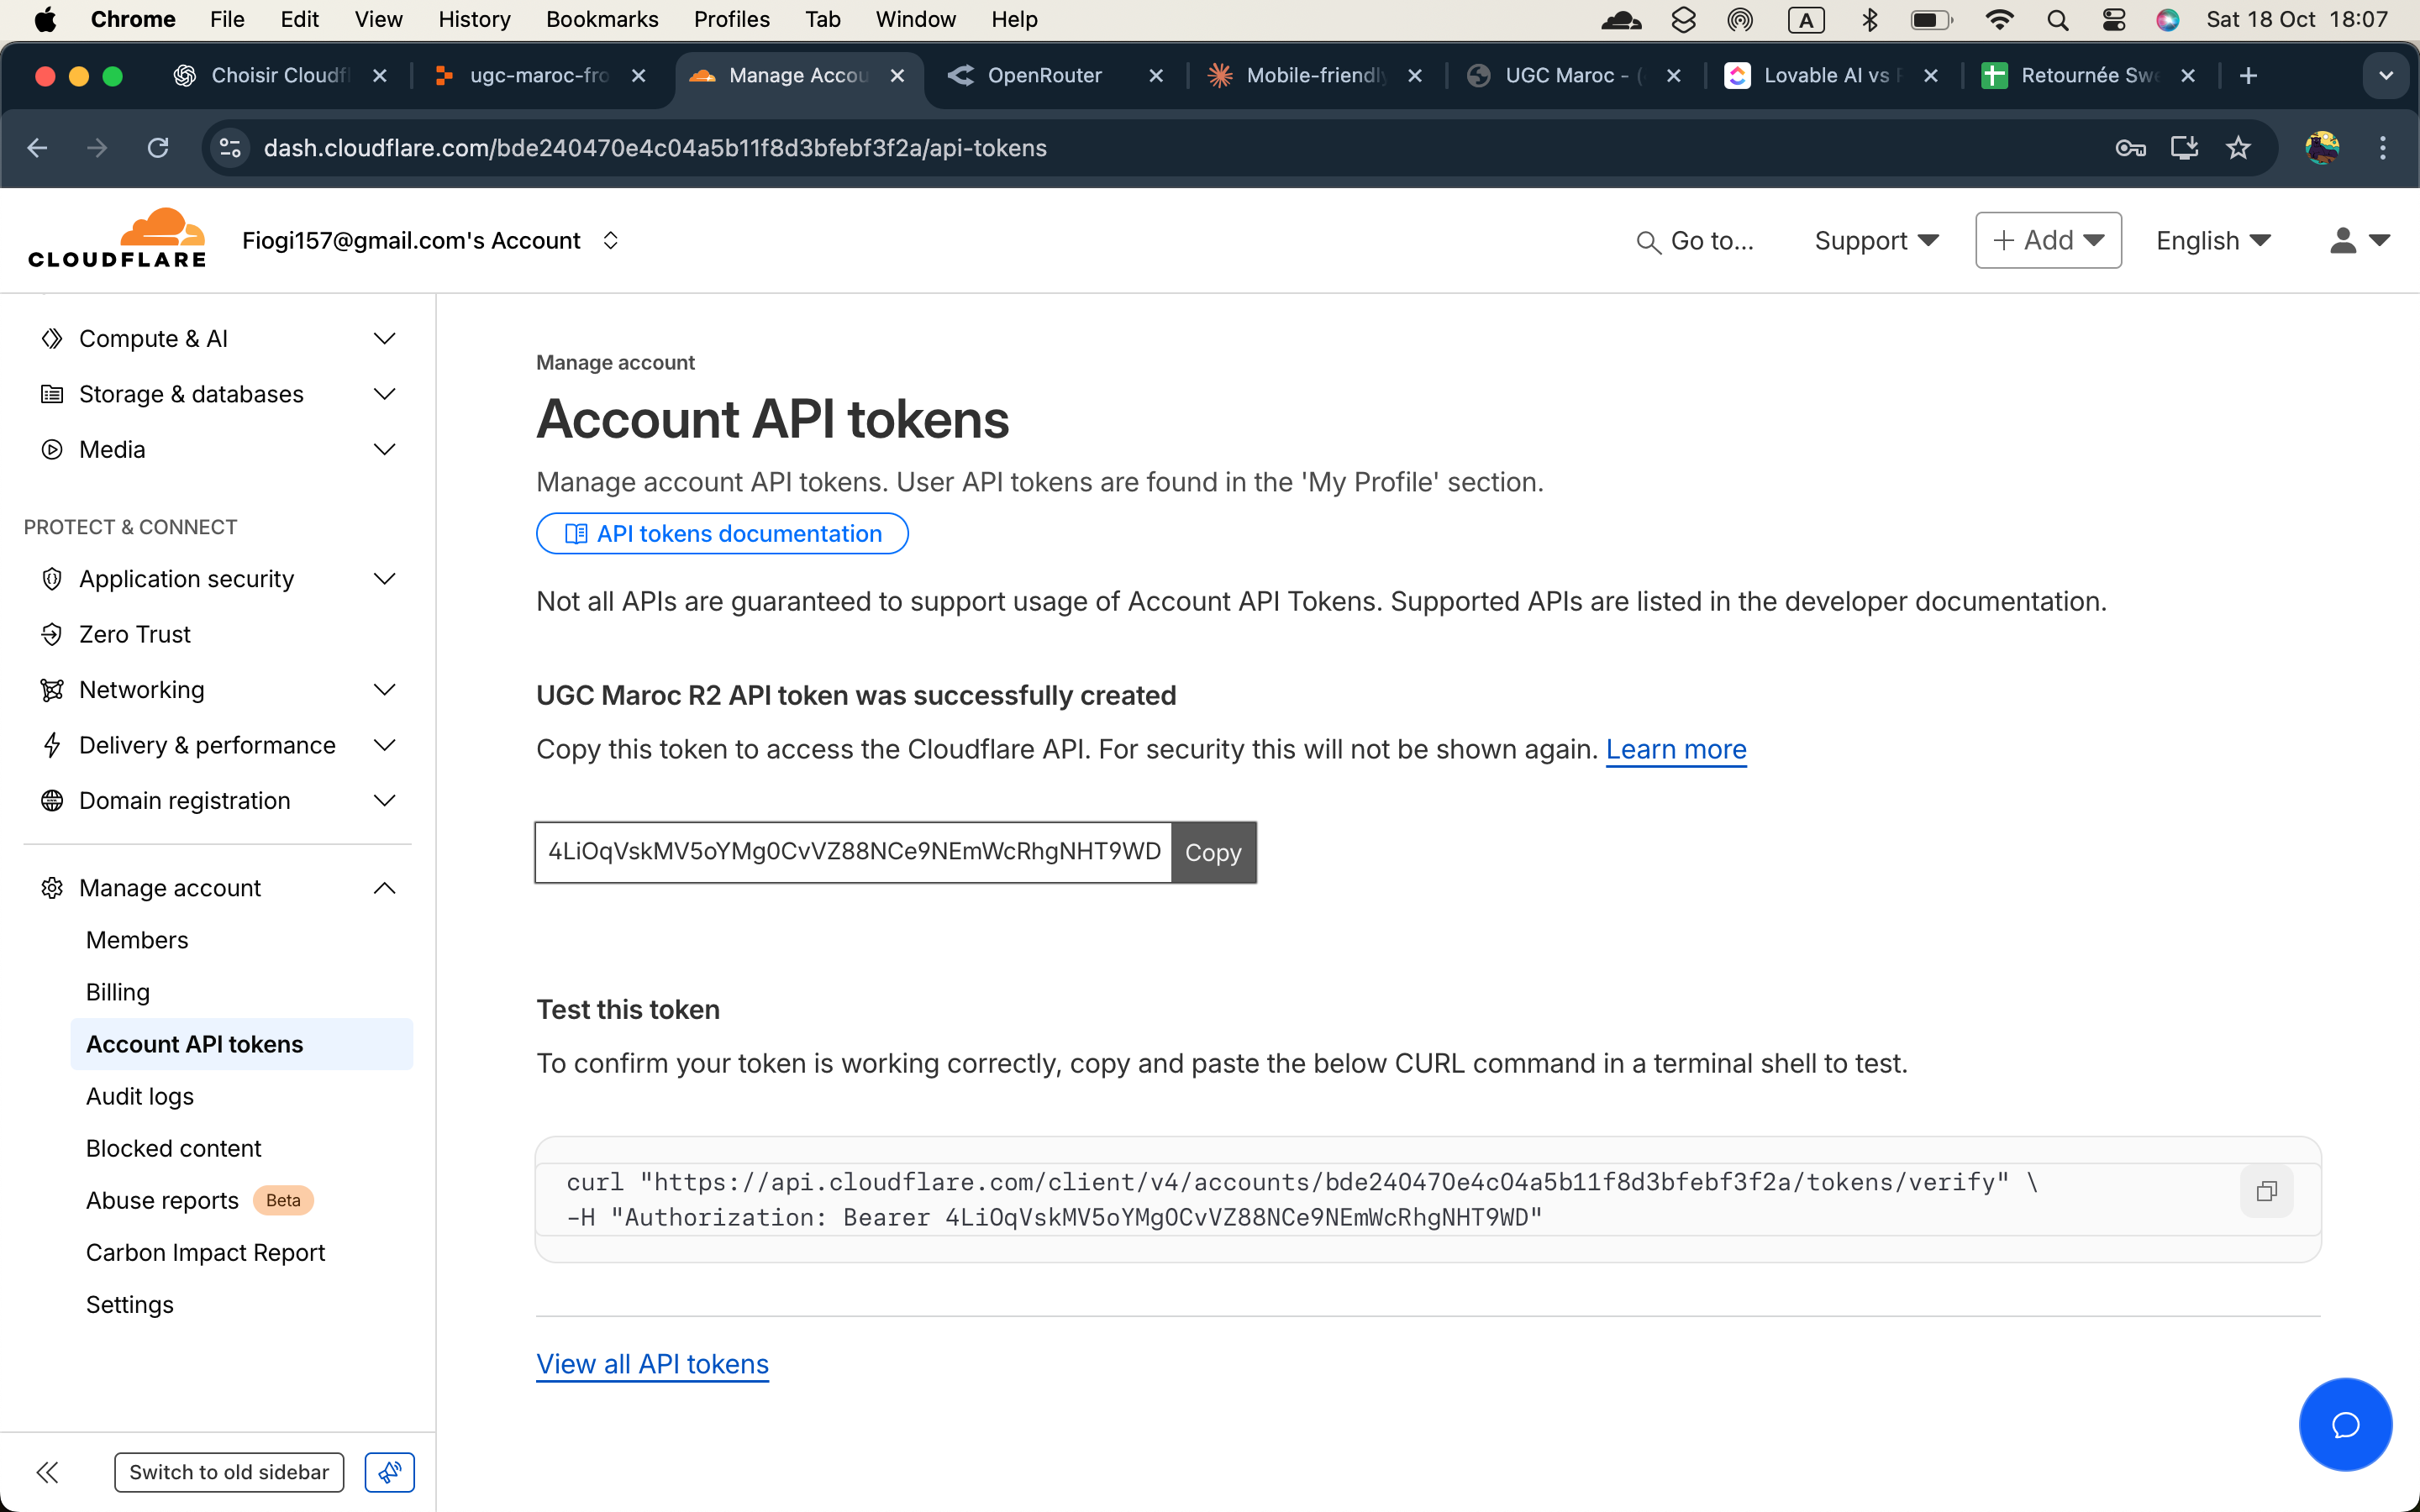 Chrome File Edit View History Bookmarks Profiles Tab Window Help A Sat 18 Oct 18:07
Choisir Cloudfl ugc-maroc-fro Manage Accou OpenRouter Mobile-friendly UGC Maroc - ( Lovable AI vs Retournée Swe
dash.cloudflare.com/bde240470e4c04a5b11f8d3bfebf3f2a/api-tokens
CLOUDFLARE
Fiogi157@gmail.com's Account
Go to...
Support
+ Add
English
Compute & AI
Storage & databases
Media
PROTECT & CONNECT
Application security
Zero Trust
Networking
Delivery & performance
Domain registration
Manage account
Members
Billing
Account API tokens
Audit logs
Blocked content
Abuse reports Beta
Carbon Impact Report
Settings
Switch to old sidebar
Manage account
Account API tokens
Manage account API tokens. User API tokens are found in the 'My Profile' section.
API tokens documentation
Not all APIs are guaranteed to support usage of Account API Tokens. Supported APIs are listed in the developer documentation.
UGC Maroc R2 API token was successfully created
Copy this token to access the Cloudflare API. For security this will not be shown again. Learn more
4LiOqVskMV5oYMg0CvVZ88NCe9NEmWcRhgNHT9WD Copy
Test this token
To confirm your token is working correctly, copy and paste the below CURL command in a terminal shell to test.
curl "https://api.cloudflare.com/client/v4/accounts/bde240470e4c04a5b11f8d3bfebf3f2a/tokens/verify" \
-H "Authorization: Bearer 4LiOqVskMV5oYMg0CvVZ88NCe9NEmWcRhgNHT9WD"
View all API tokens